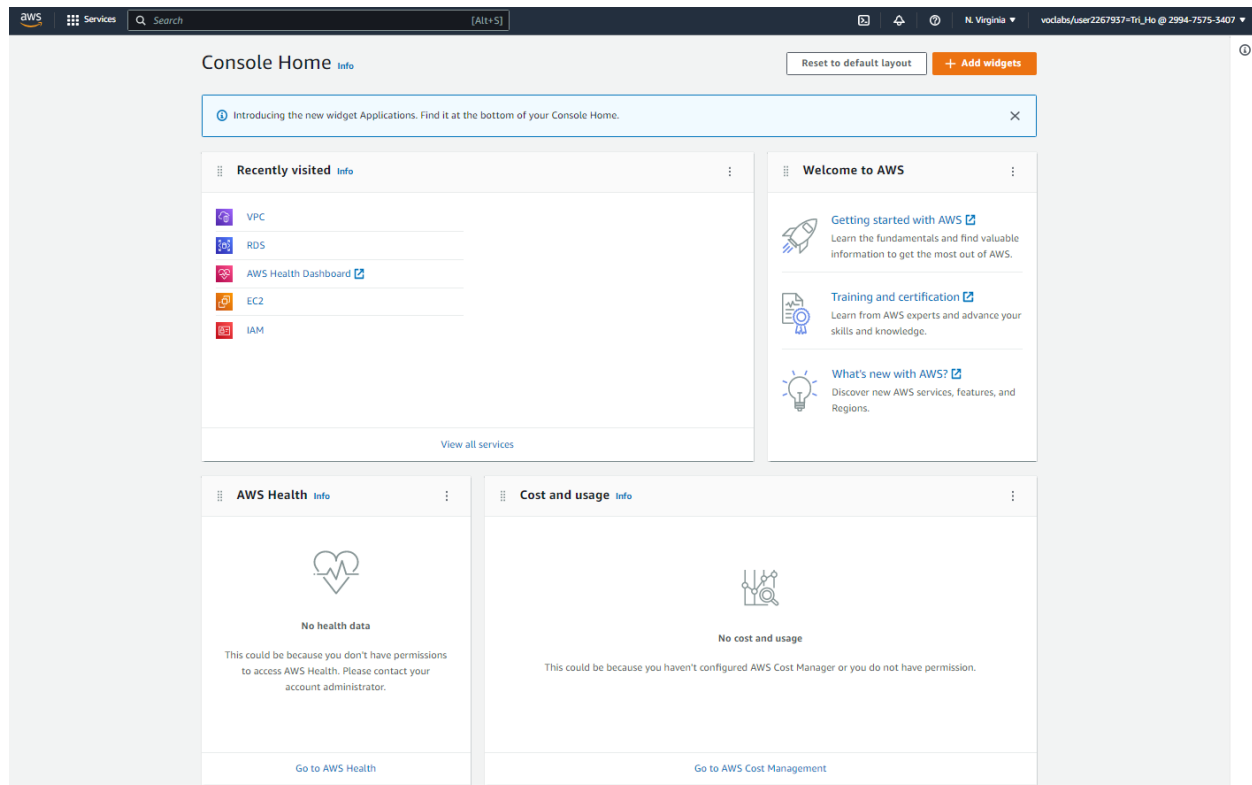 aws
Services
Search
[Alt+S]
N. Virginia
voclabs/user2267937=Tri_Ho @ 2994-7575-3407
Console Home Info
Reset to default layout
Add widgets
Introducing the new widget Applications. Find it at the bottom of your Console Home.
Recently visited Info
VPC
RDS
AWS Health Dashboard
EC2
IAM
View all services
Welcome to AWS
Getting started with AWS
Learn the fundamentals and find valuable
information to get the most out of AWS.
Training and certification
Learn from AWS experts and advance your
skills and knowledge.
What's new with AWS?
Discover new AWS services, features, and
Regions.
AWS Health Info
No health data
This could be because you don't have permissions
to access AWS Health. Please contact your
account administrator.
Go to AWS Health
Cost and usage Info
No cost and usage
This could be because you haven't configured AWS Cost Manager or you do not have permission.
Go to AWS Cost Management